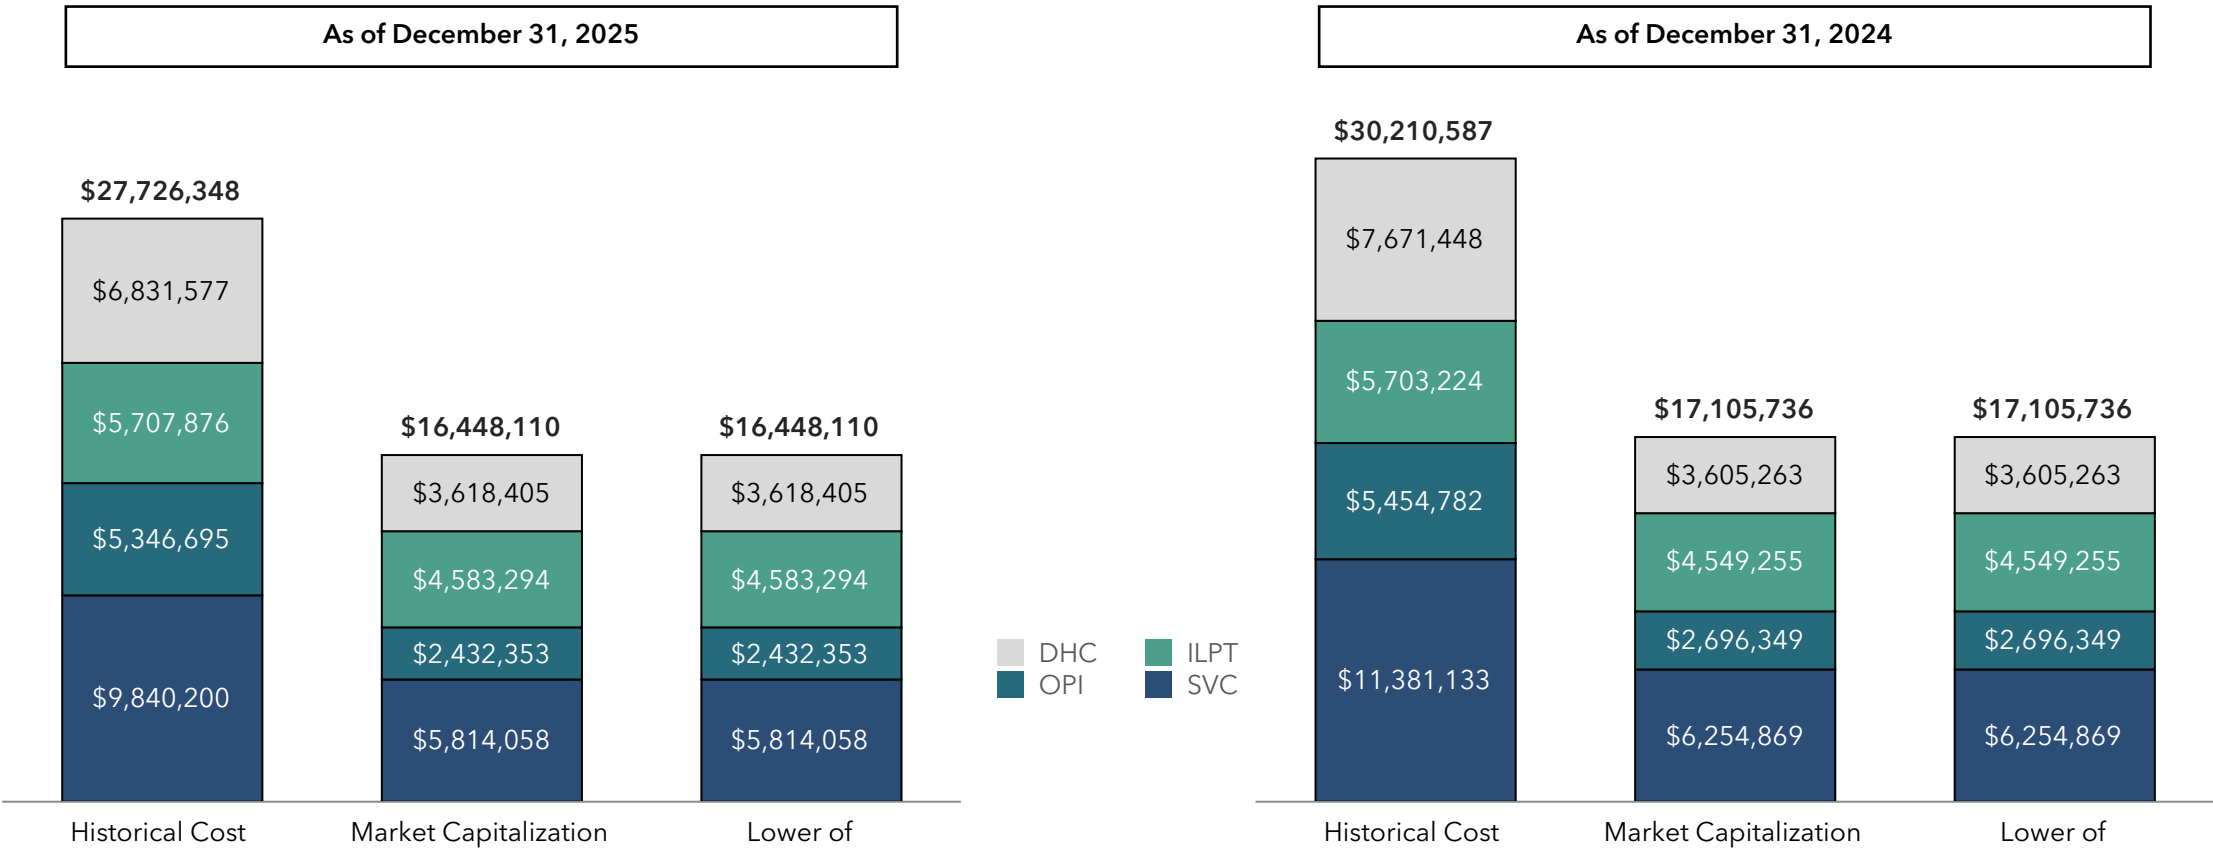 As of December 31, 2025
$27,726,348
$6,831,577
$5,707,876
$5,346,695
$9,840,200
Historical Cost
$16,448,110
$3,618,405
$4,583,294
$2,432,353
$5,814,058
Market Capitalization
$16,448,110
$3,618,405
$4,583,294
$2,432,353
$5,814,058
Lower of
DHC
ILPT
OPI
SVC
As of December 31, 2024
$30,210,587
$7,671,448
$5,703,224
$5,454,782
$11,381,133
Historical Cost
$17,105,736
$3,605,263
$4,549,255
$2,696,349
$6,254,869
Market Capitalization
$17,105,736
$3,605,263
$4,549,255
$2,696,349
$6,254,869
Lower of